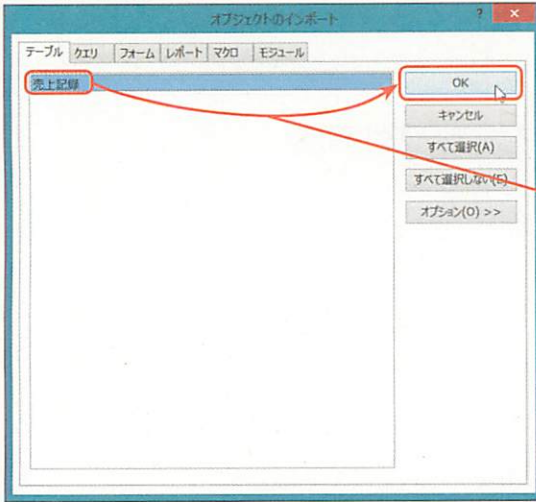 オブジェクトのインポート
?
×
テーブル クエリ フォーム レポート マクロ モジュール
売上記録
OK
キャンセル
すべて選択(A)
すべて選択しない(E)
オプション(O) >>